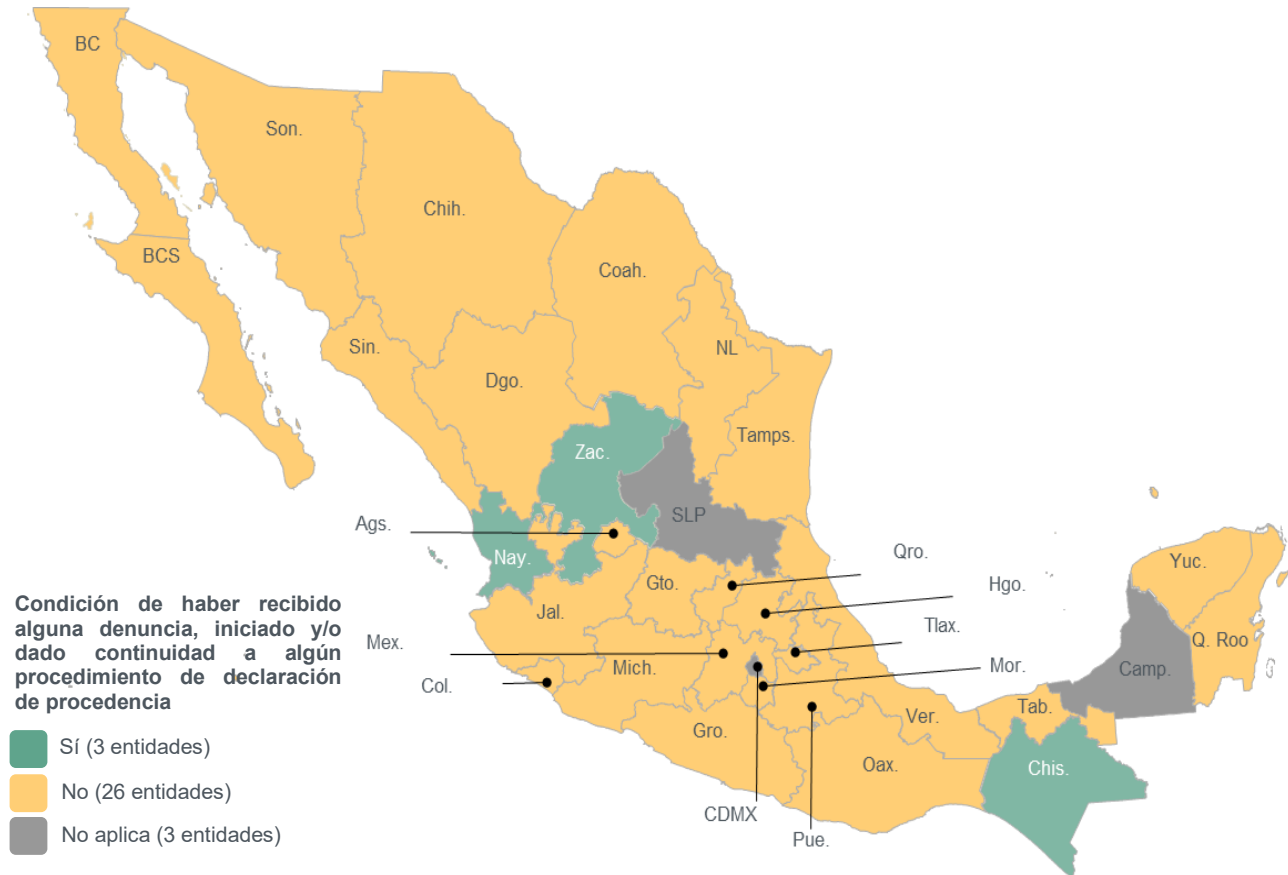 BC
Son.
Chih.
BCS
Coah.
Sin.
NL
Dgo.
Tamps.
Zac.
SLP
Ags.
Nay.
Qro.
Yuc.
Gto.
Hgo.
Jal.
Tlax.
Q. Roo
Mex.
Mich.
Mor.
Camp.
Col.
Tab.
Ver.
Gro.
Oax.
Chis.
CDMX
Pue.
Condición de haber recibido
alguna denuncia, iniciado y/o
dado continuidad a algún
procedimiento de declaración
de procedencia
Sí (3 entidades)
No (26 entidades)
No aplica (3 entidades)